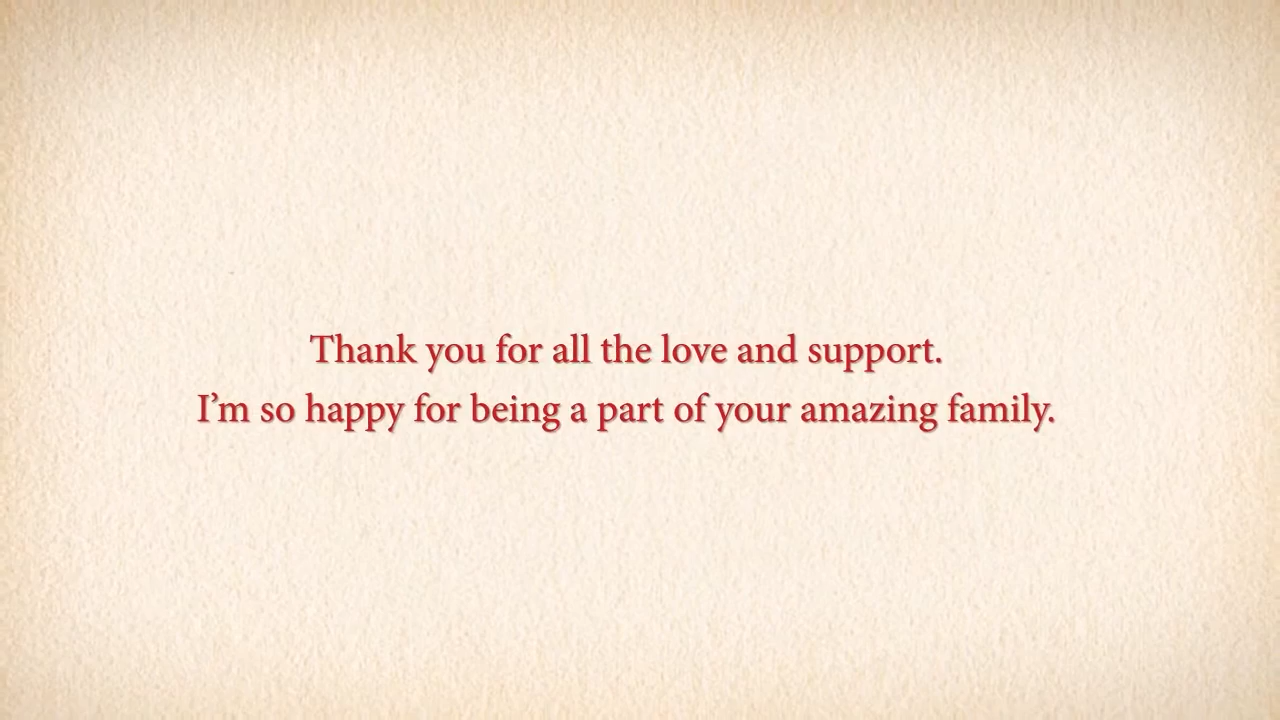 Thank you for all the love and support.
I’m so happy for being a part of your amazing family.